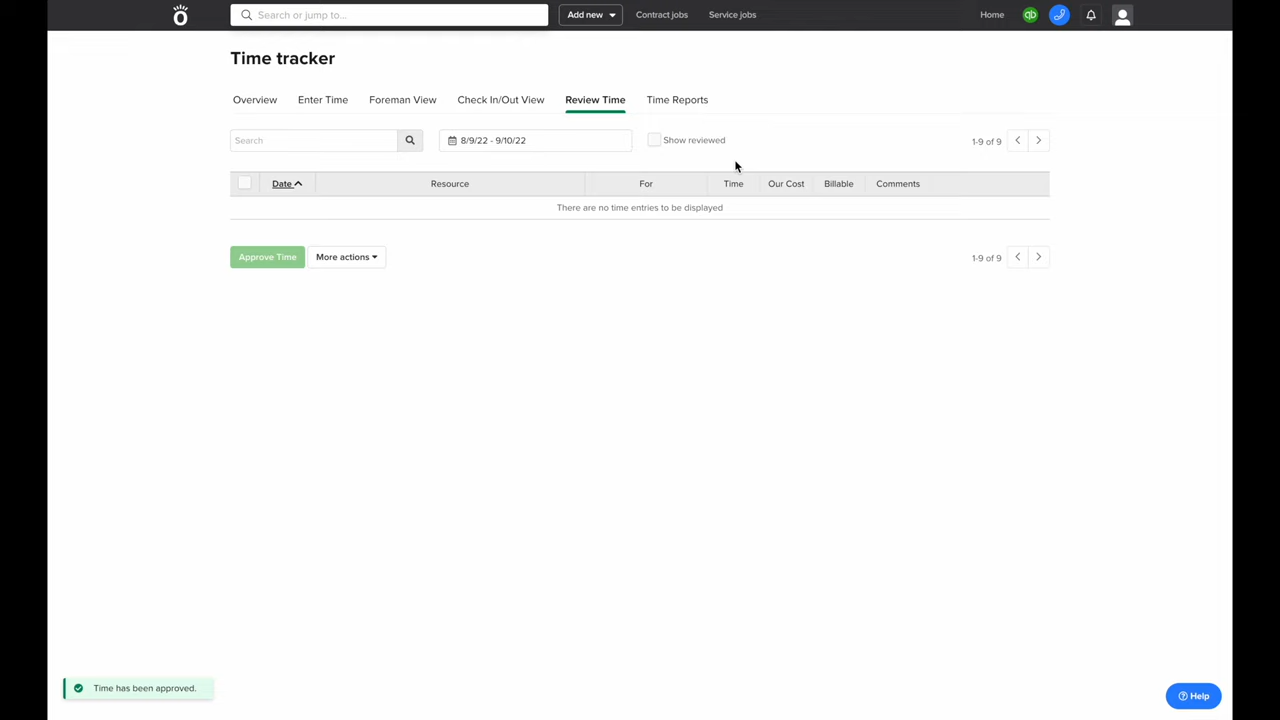 Search or jump to...
Add new
Contract jobs
Service jobs
Home
qb
Time tracker
Overview
Enter Time
Foreman View
Check In/Out View
Review Time
Time Reports
Search
8/9/22 - 9/10/22
Show reviewed
1-9 of 9
Date
Resource
For
Time
Our Cost
Billable
Comments
There are no time entries to be displayed
Approve Time
More actions
1-9 of 9
Time has been approved.
Help